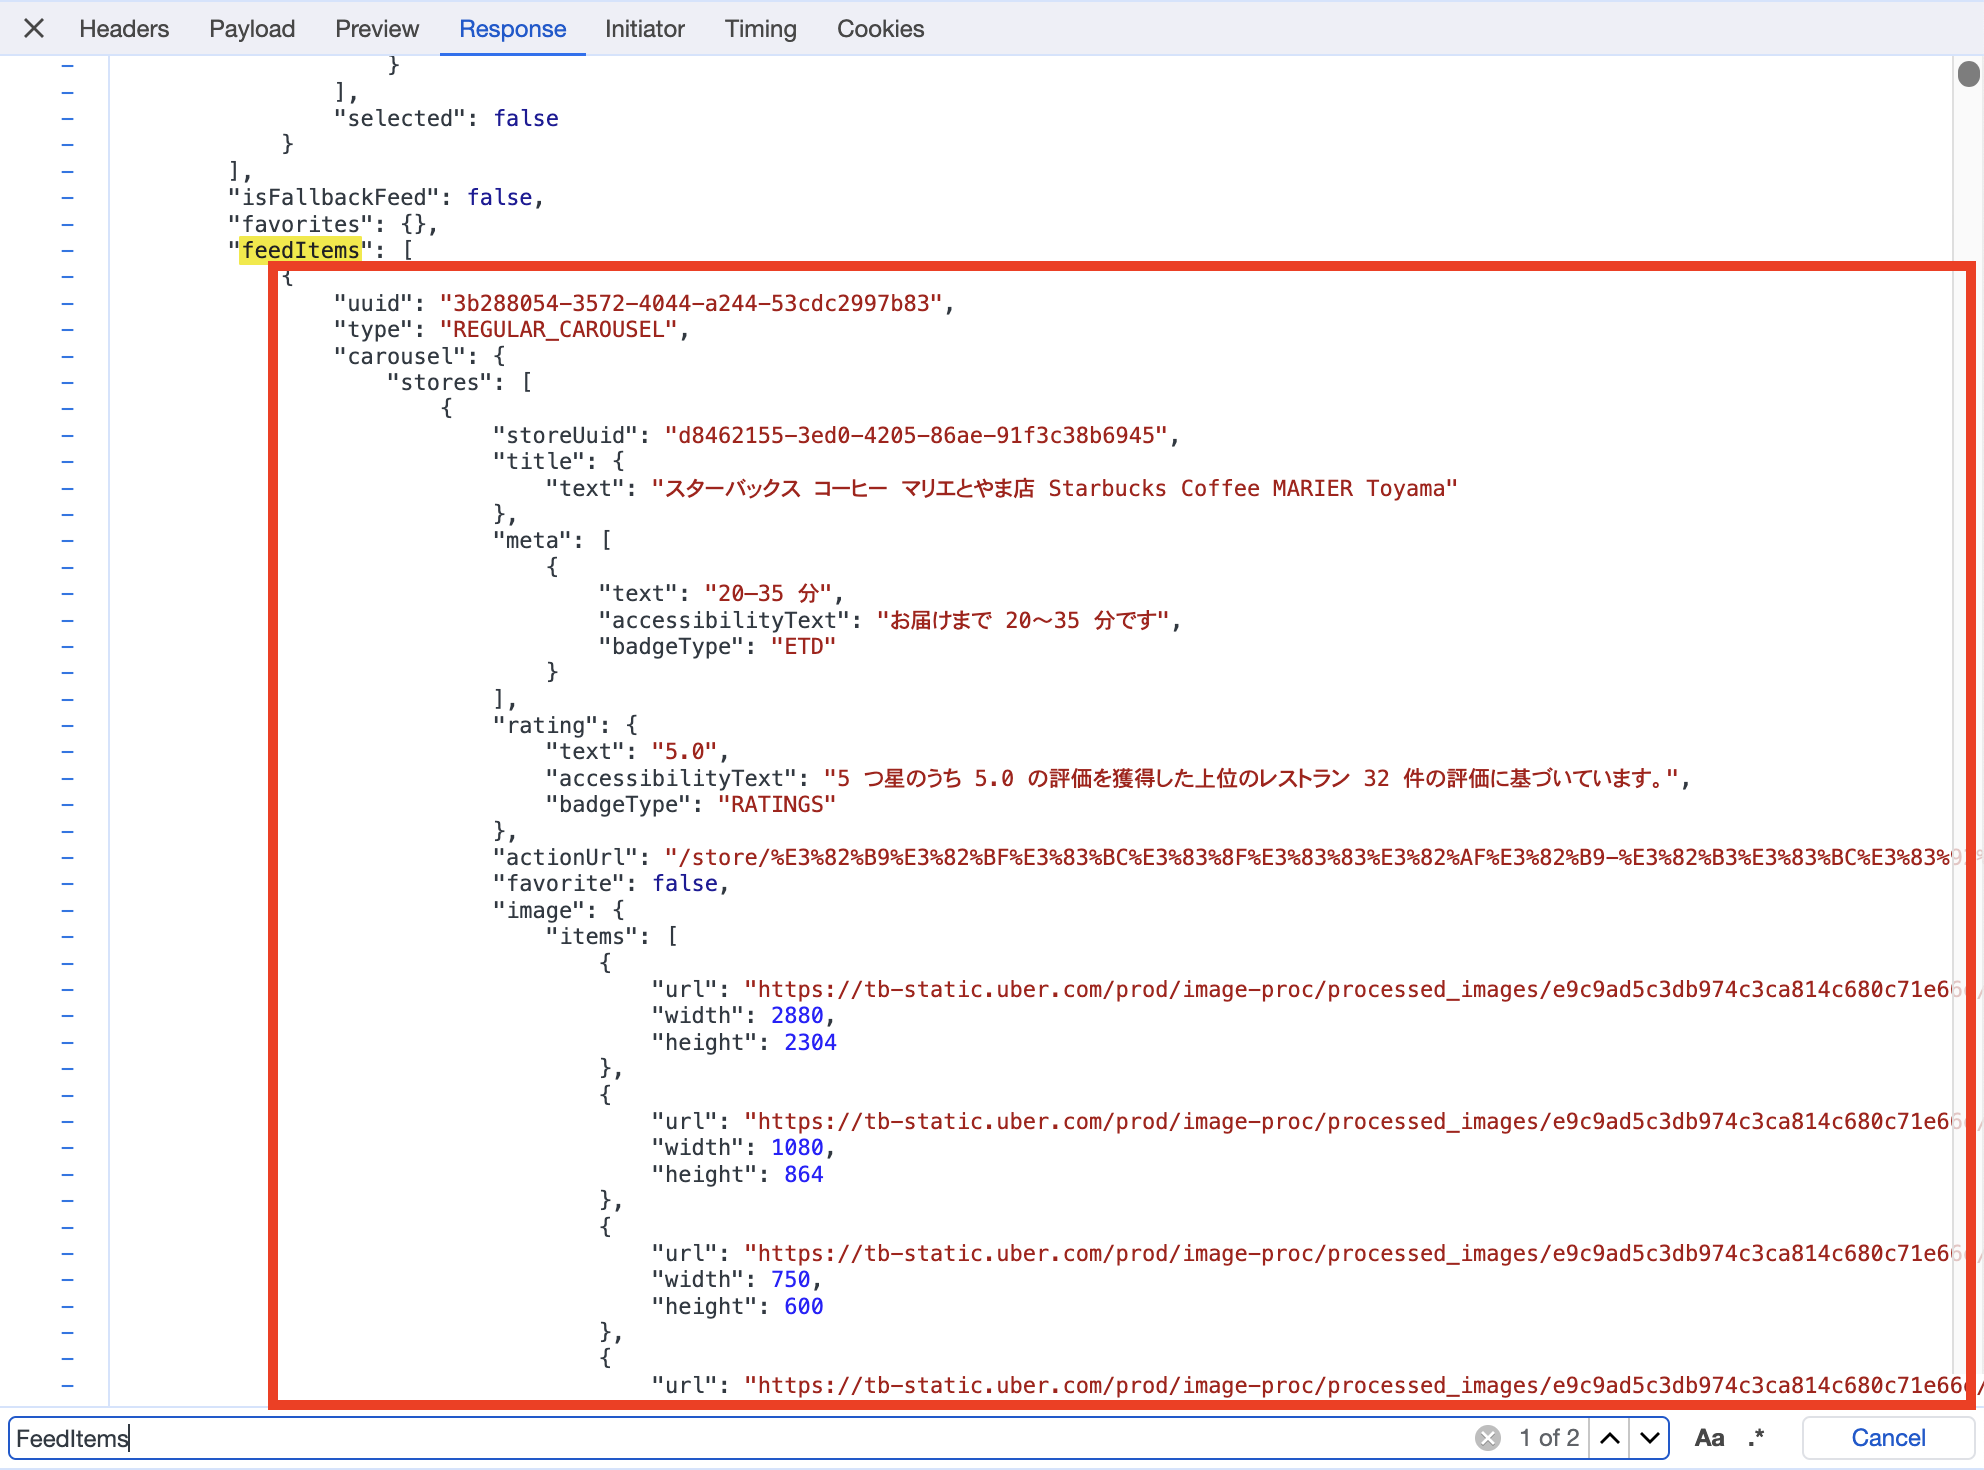 Headers Payload Preview Response Initiator Timing Cookies
}
],
"selected": false
}
],
"isFallbackFeed": false,
"favorites": {},
"feedItems": [
{
"uuid": "3b288054-3572-4044-a244-53cdc2997b83",
"type": "REGULAR_CAROUSEL",
"carousel": {
"stores": [
{
"storeUuid": "d8462155-3ed0-4205-86ae-91f3c38b6945",
"title": {
"text": "スターバックス コーヒー マリエとやま店 Starbucks Coffee MARIER Toyama"
},
"meta": [
{
"text": "20–35 分",
"accessibilityText": "お届けまで 20～35 分です",
"badgeType": "ETD"
}
],
"rating": {
"text": "5.0",
"accessibilityText": "5 つ星のうち 5.0 の評価を獲得した上位のレストラン 32 件の評価に基づいています。",
"badgeType": "RATINGS"
},
"actionUrl": "/store/%E3%82%B9%E3%82%BF%E3%83%BC%E3%83%8F%E3%83%83%E3%82%AF%E3%82%B9-%E3%82%B3%E3%83%BC%E3%83%9
"favorite": false,
"image": {
"items": [
{
"url": "https://tb-static.uber.com/prod/image-proc/processed_images/e9c9ad5c3db974c3ca814c680c71e66
"width": 2880,
"height": 2304
},
{
"url": "https://tb-static.uber.com/prod/image-proc/processed_images/e9c9ad5c3db974c3ca814c680c71e66
"width": 1080,
"height": 864
},
{
"url": "https://tb-static.uber.com/prod/image-proc/processed_images/e9c9ad5c3db974c3ca814c680c71e66
"width": 750,
"height": 600
},
{
"url": "https://tb-static.uber.com/prod/image-proc/processed_images/e9c9ad5c3db974c3ca814c680c71e66
FeedItems 1 of 2 Aa .* Cancel